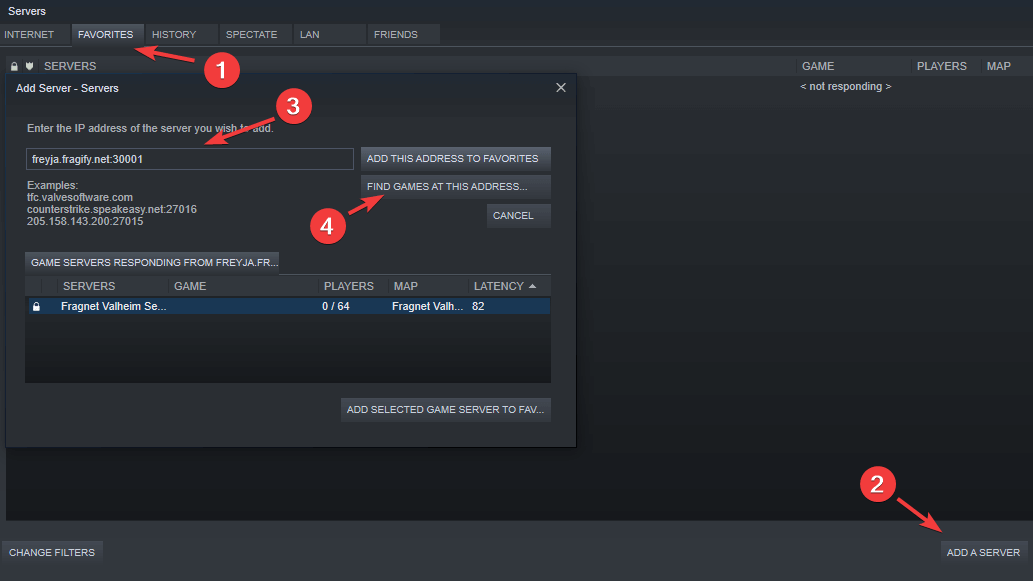 Servers
INTERNET FAVORITES HISTORY SPECTATE LAN FRIENDS
1
SERVERS GAME PLAYERS MAP
< not responding >
Add Server - Servers
3
Enter the IP address of the server you wish to add.
freyja.fragify.net:30001 ADD THIS ADDRESS TO FAVORITES
Examples: FIND GAMES AT THIS ADDRESS...
tfc.valvesoftware.com
counterstrike.speakeasy.net:27016
205.158.143.200:27015 CANCEL
4
GAME SERVERS RESPONDING FROM FREYJA.FR...
SERVERS GAME PLAYERS MAP LATENCY
Fragnet Valheim Se... 0 / 64 Fragnet Valh... 82
ADD SELECTED GAME SERVER TO FAV...
2
CHANGE FILTERS ADD A SERVER